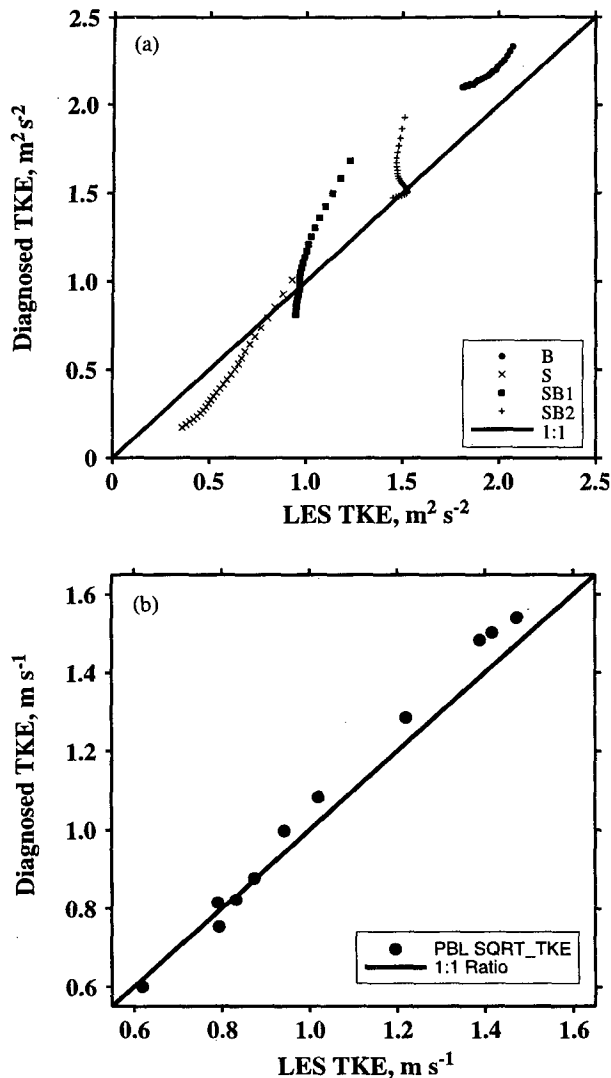 (a)
2.5
2.0
1.5
1.0
0.5
0
Diagnosed TKE, m² s⁻²
B
S
SB1
SB2
1:1
0 0.5 1.0 1.5 2.0 2.5
LES TKE, m² s⁻²
(b)
1.6
1.4
1.2
1.0
0.8
0.6
Diagnosed TKE, m s⁻¹
PBL SQRT_TKE
1:1 Ratio
0.6 0.8 1.0 1.2 1.4 1.6
LES TKE, m s⁻¹